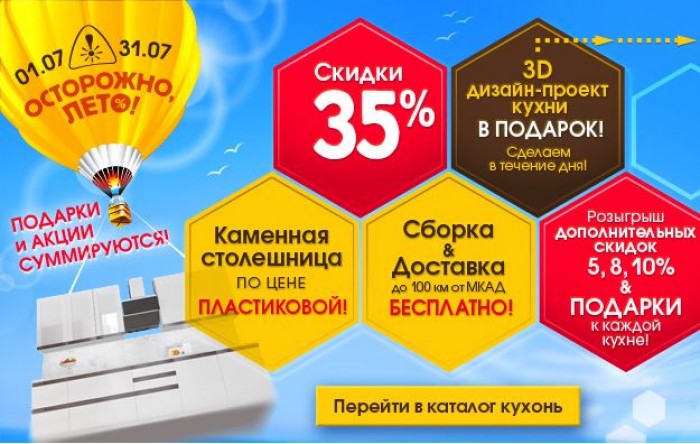 01.07 31.07
ОСТОРОЖНО,
ЛЕТО%!
ПОДАРКИ
и АКЦИИ
СУММИРУЮТСЯ!
Скидки
35%
3D
дизайн-проект
кухни
В ПОДАРОК!
Сделаем
в течение дня!
Каменная
столешница
ПО ЦЕНЕ
ПЛАСТИКОВОЙ!
Сборка
&
Доставка
до 100 км от МКАД
БЕСПЛАТНО!
Розыгрыш
дополнительных
скидок
5, 8, 10%
&
ПОДАРКИ
к каждой
кухне!
Перейти в каталог кухонь